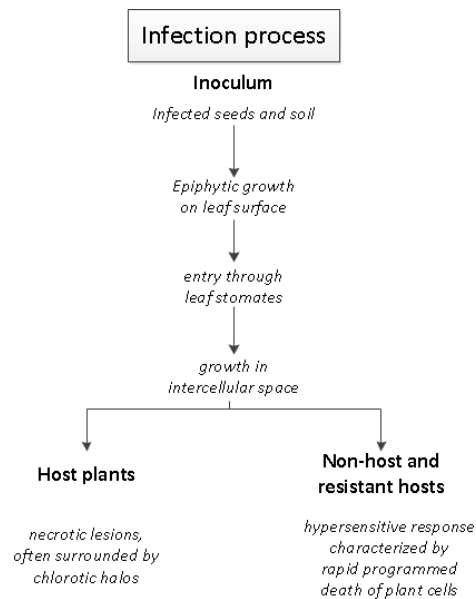 Infection process
Inoculum
Infected seeds and soil
Epiphytic growth
on leaf surface
entry through
leaf stomates
growth in
intercellular space
Host plants
necrotic lesions,
often surrounded by
chlorotic halos
Non-host and
resistant hosts
hypersensitive response
characterized by
rapid programmed
death of plant cells